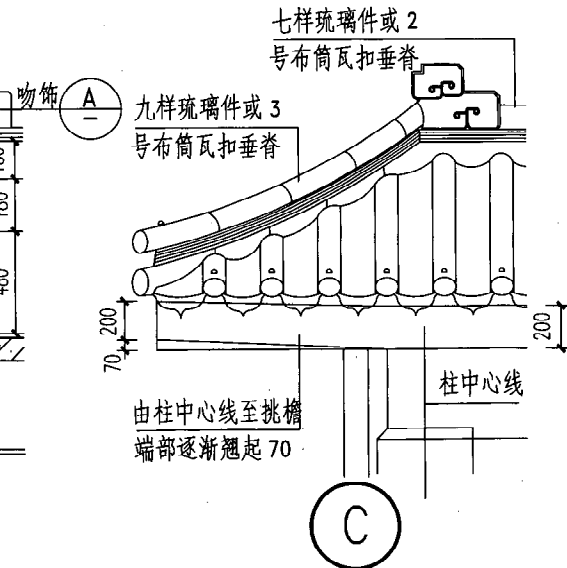 七样琉璃件或 2
号布筒瓦扣垂脊
吻饰
A
九样琉璃件或 3
号布筒瓦扣垂脊
160
460
200
70
200
由柱中心线至挑檐
端部逐渐翘起 70
柱中心线
C